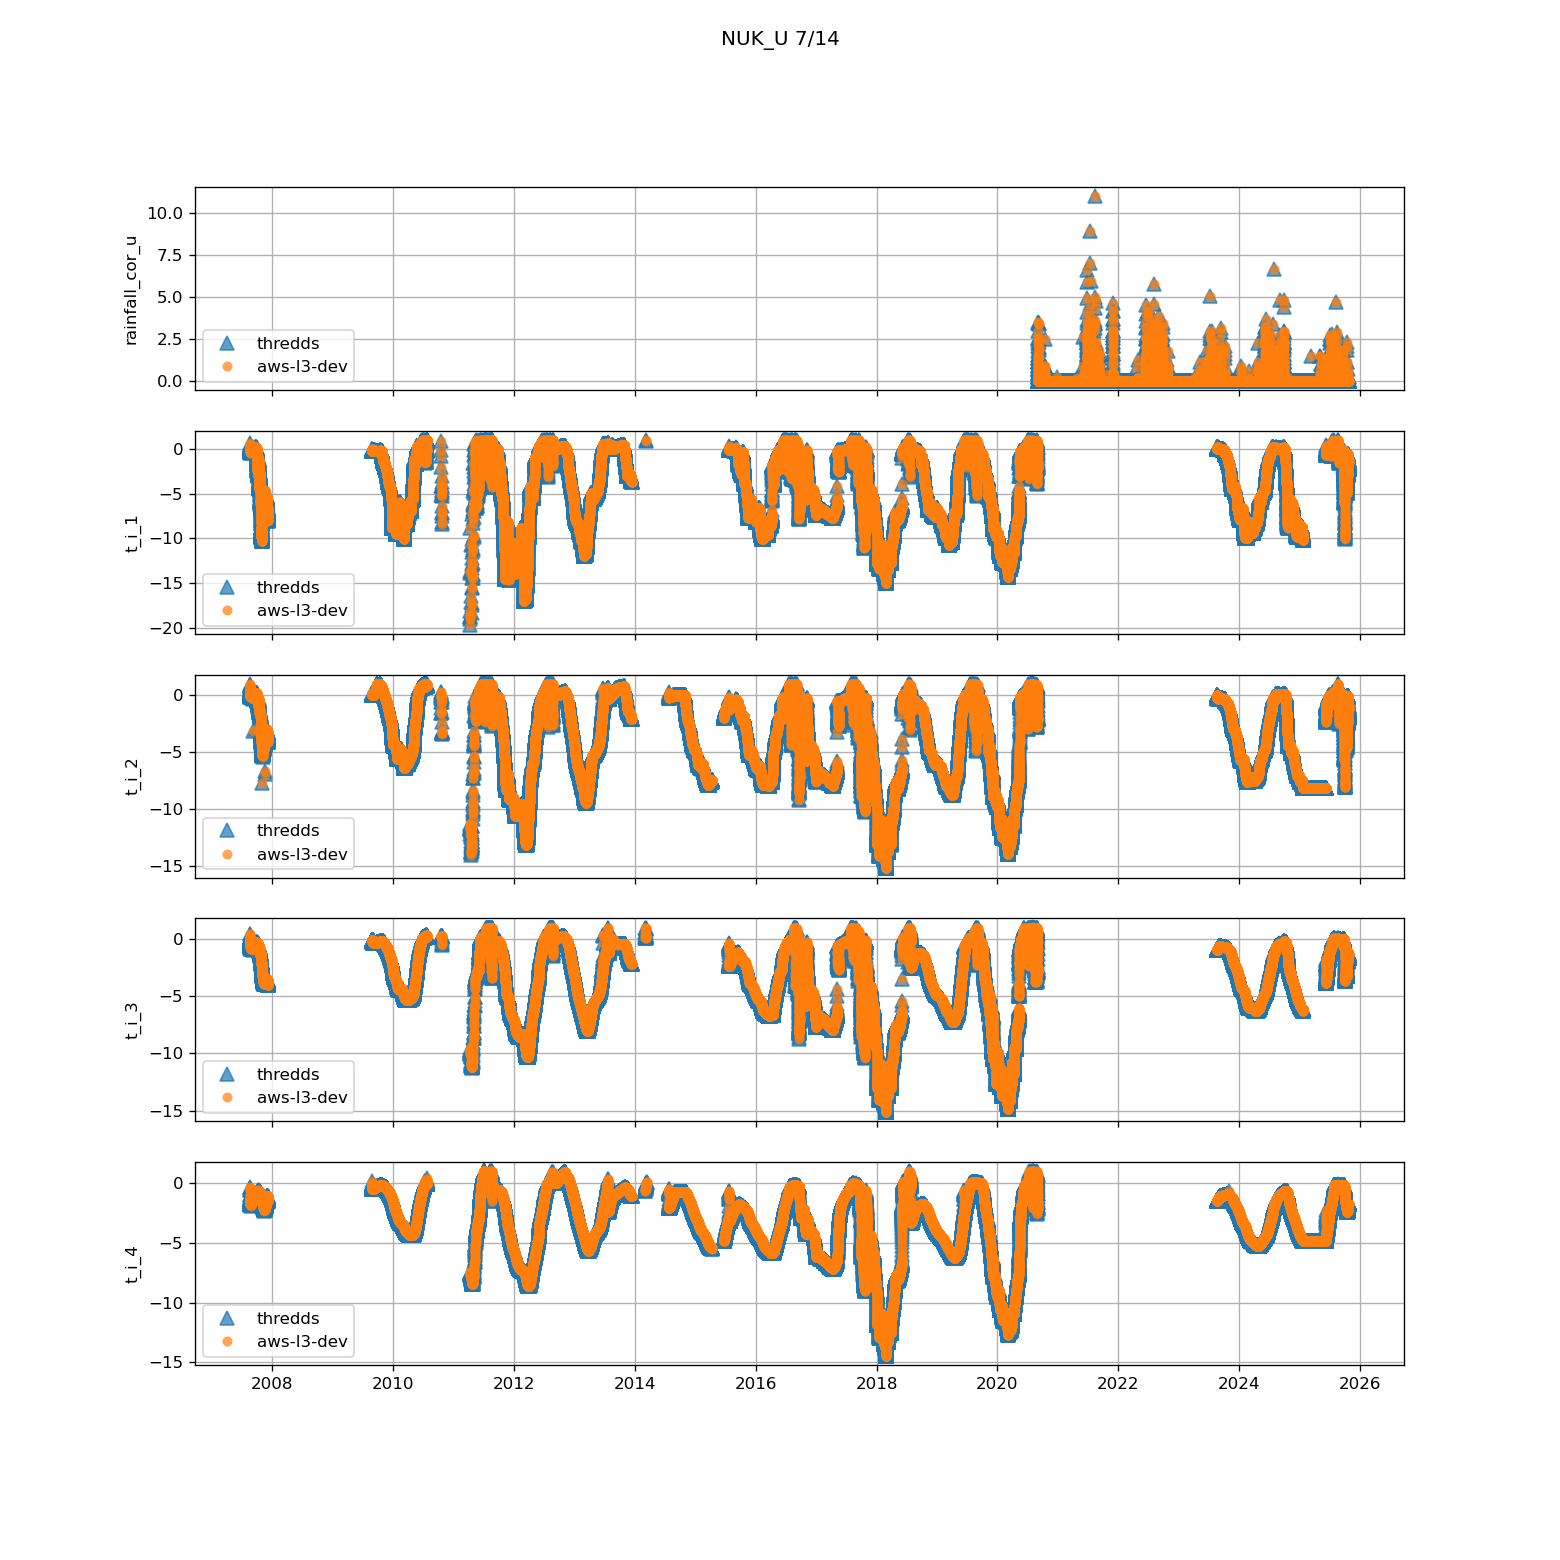 NUK_U 7/14
10.0
7.5
5.0
2.5
0.0
rainfall_cor_u
thredds
aws-l3-dev
0
−5
−10
−15
−20
t_i_1
thredds
aws-l3-dev
0
−5
−10
−15
t_i_2
thredds
aws-l3-dev
0
−5
−10
−15
t_i_3
thredds
aws-l3-dev
0
−5
−10
−15
t_i_4
thredds
aws-l3-dev
2008 2010 2012 2014 2016 2018 2020 2022 2024 2026